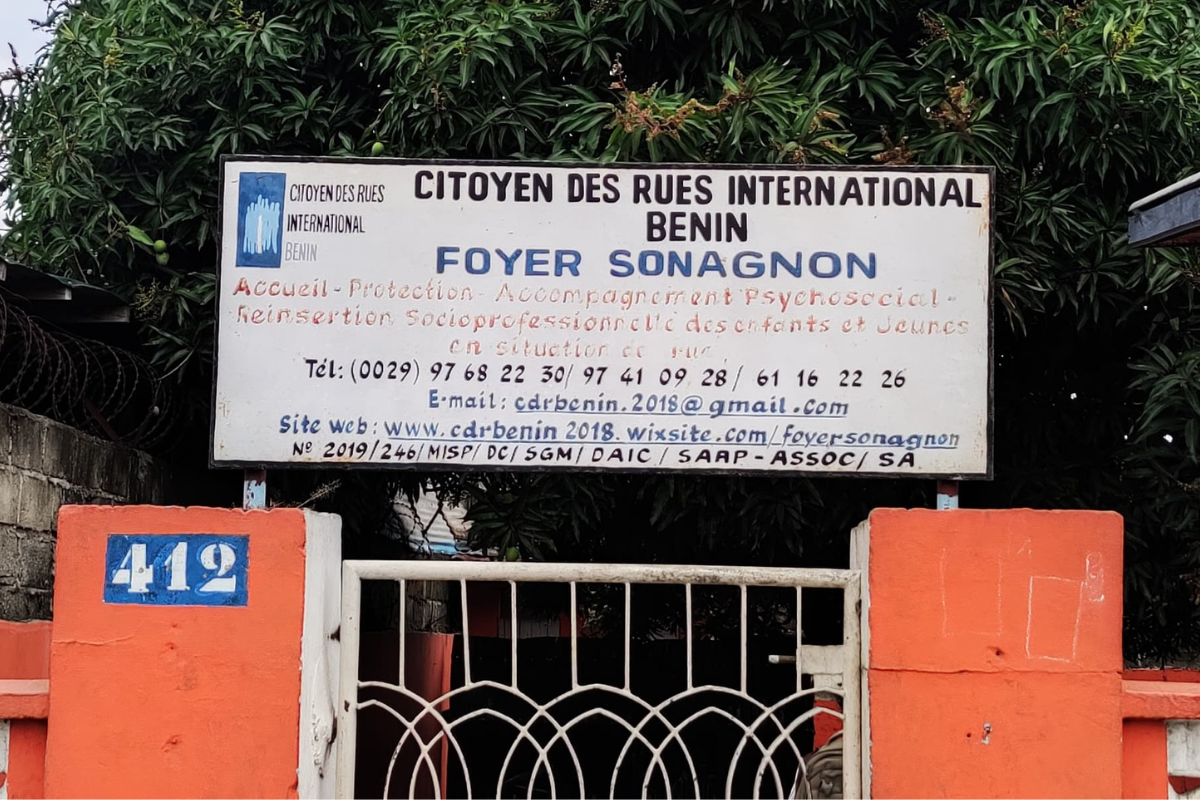 CITOYEN DES RUES
INTERNATIONAL
BENIN
CITOYEN DES RUES INTERNATIONAL
BENIN
FOYER SONAGNON
Accueil - Protection - Accompagnement Psychosocial -
Reinsertion Socioprofessionnelle des enfants et Jeunes
en situation de rue
Tél: (0029) 97 68 22 30/ 97 41 09 28/ 61 16 22 26
E-mail: cdrbenin.2018@gmail.com
Site web: www.cdrbenin 2018.wixsite.com/foyersonagnon
Nº 2019/246/MISP/DC/SGM/DAIC/SAAP-ASSOC/SA
412